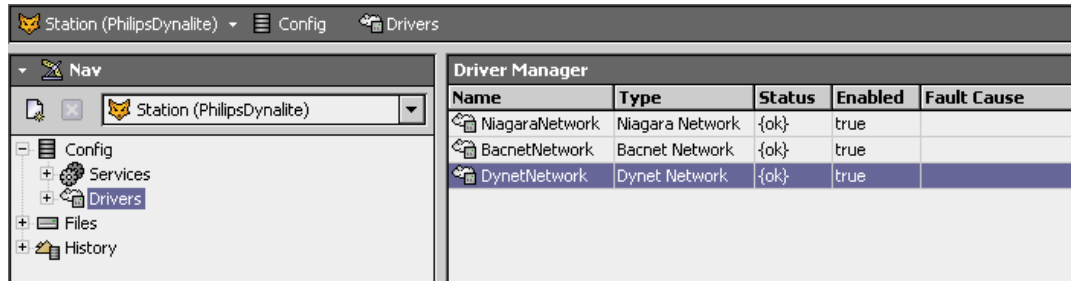 Station (PhilipsDynalite) Config Drivers
Nav
Station (PhilipsDynalite)
Config
Services
Drivers
Files
History
Driver Manager
Name Type Status Enabled Fault Cause
NiagaraNetwork Niagara Network {ok} true
BacnetNetwork Bacnet Network {ok} true
DynetNetwork Dynet Network {ok} true